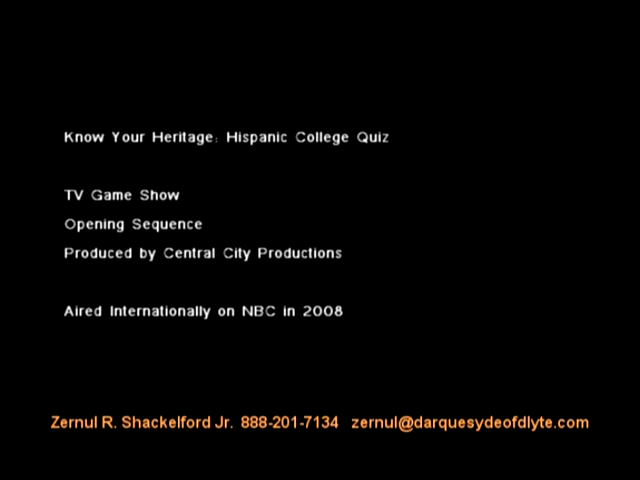 Know Your Heritage: Hispanic College Quiz
TV Game Show
Opening Sequence
Produced by Central City Productions
Aired Internationally on NBC in 2008
Zernul R. Shackelford Jr. 888-201-7134 zernul@darquesydeofdlyte.com